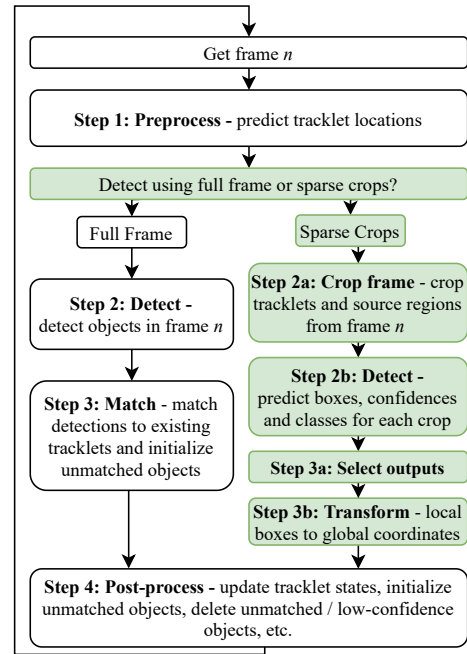 Get frame n
Step 1: Preprocess - predict tracklet locations
Detect using full frame or sparse crops?
Full Frame
Step 2: Detect -
detect objects in frame n
Step 3: Match - match
detections to existing
tracklets and initialize
unmatched objects
Sparse Crops
Step 2a: Crop frame - crop
tracklets and source regions
from frame n
Step 2b: Detect -
predict boxes, confidences
and classes for each crop
Step 3a: Select outputs
Step 3b: Transform - local
boxes to global coordinates
Step 4: Post-process - update tracklet states, initialize
unmatched objects, delete unmatched / low-confidence
objects, etc.